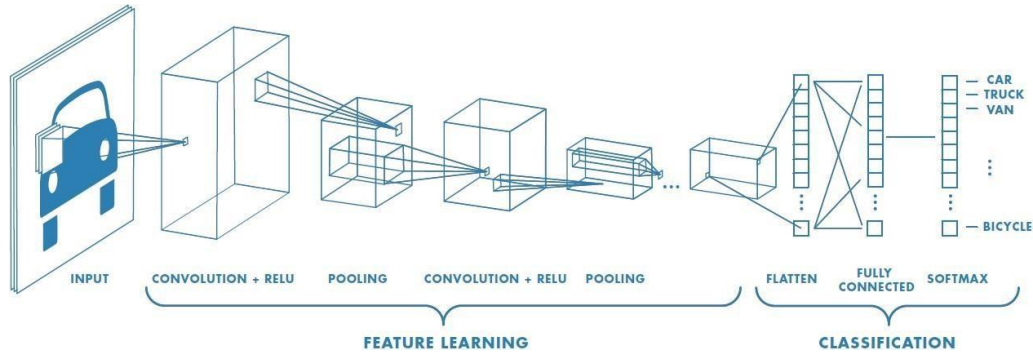 CAR
TRUCK
VAN
BICYCLE
INPUT
CONVOLUTION + RELU
POOLING
CONVOLUTION + RELU
POOLING
FLATTEN
FULLY
CONNECTED
SOFTMAX
FEATURE LEARNING
CLASSIFICATION